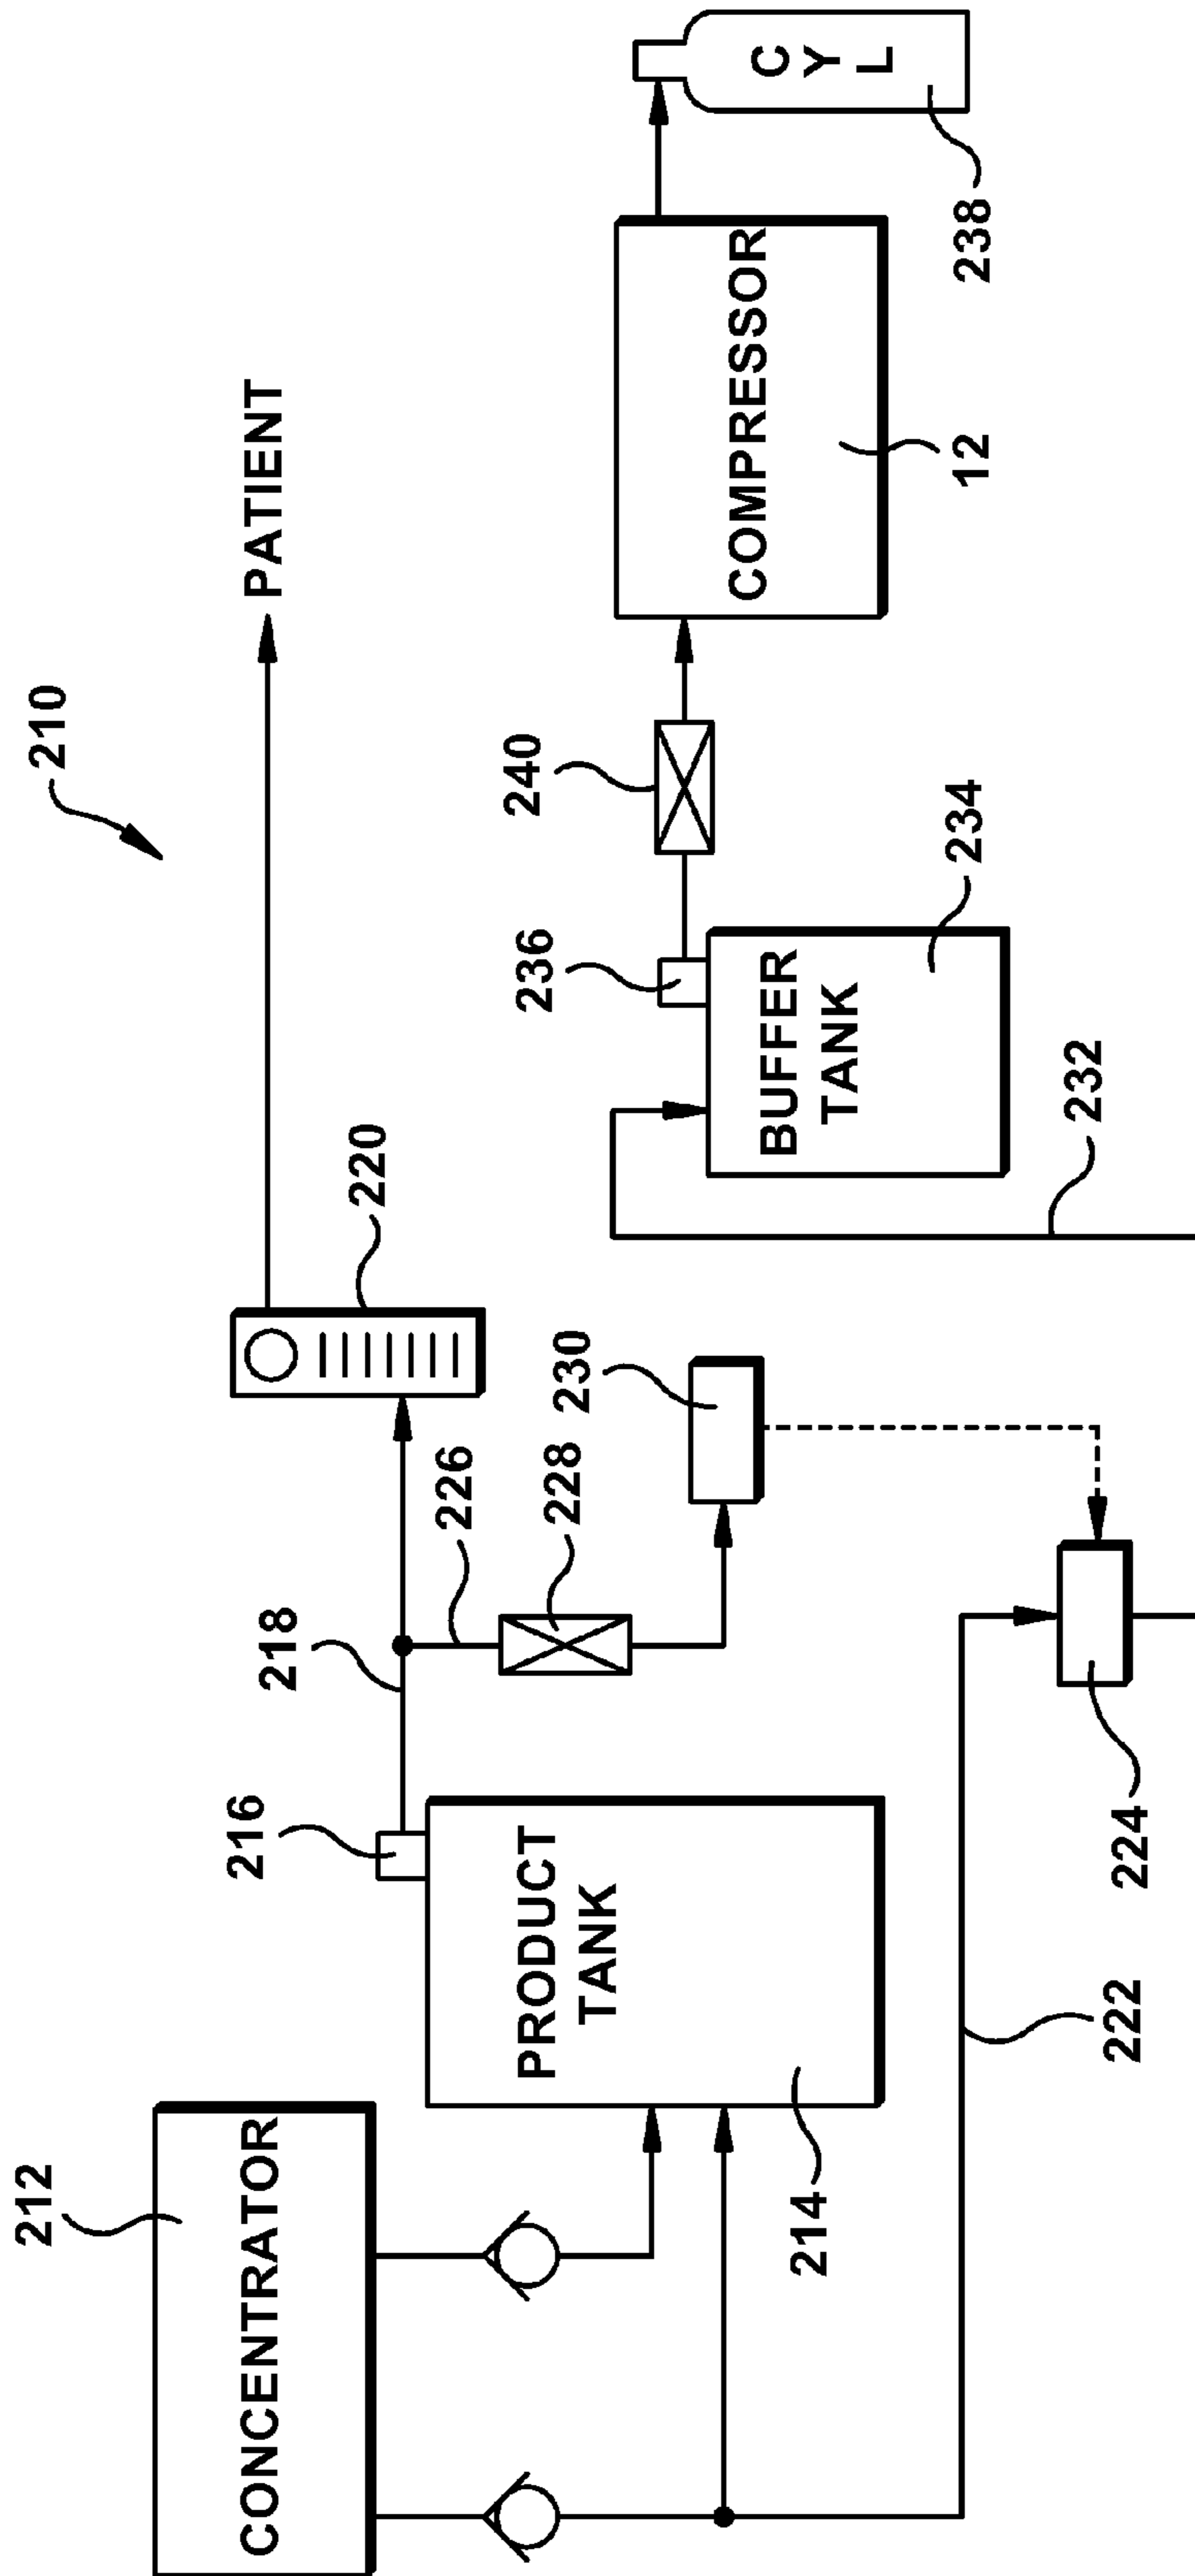 210
212
CONCENTRATOR
214
PRODUCT
TANK
216
218
220
PATIENT
222
224
226
228
230
232
BUFFER
TANK
234
236
240
COMPRESSOR
12
CYL
238